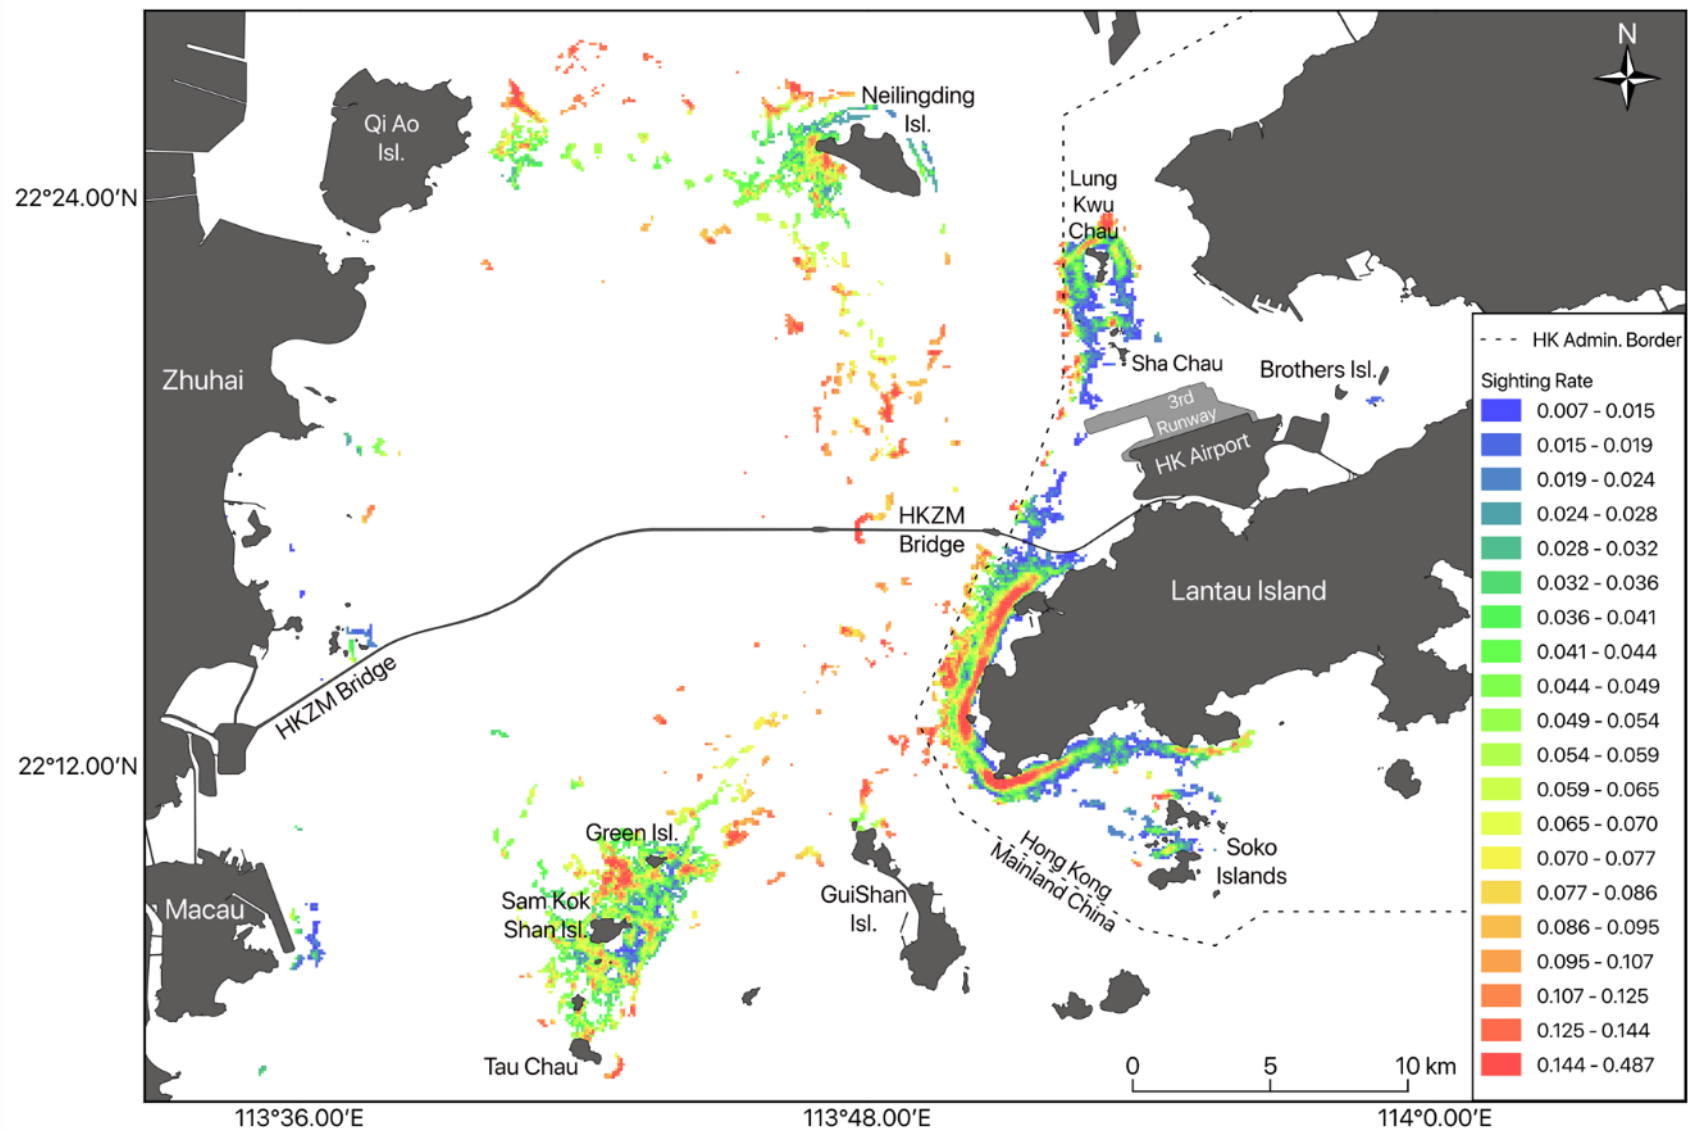 N
Neilingding
Isl.
Qi Ao
Isl.
Lung
Kwu
Chau
22°24.00′N
Sha Chau
Brothers Isl.
Zhuhai
3rd
Runway
HK Airport
HKZM
Bridge
Lantau Island
HKZM Bridge
22°12.00′N
Green Isl.
Hong Kong
Mainland China
Soko
Islands
Sam Kok
Shan Isl.
GuiShan
Isl.
Macau
Tau Chau
0 5 10 km
HK Admin. Border
Sighting Rate
0.007 - 0.015
0.015 - 0.019
0.019 - 0.024
0.024 - 0.028
0.028 - 0.032
0.032 - 0.036
0.036 - 0.041
0.041 - 0.044
0.044 - 0.049
0.049 - 0.054
0.054 - 0.059
0.059 - 0.065
0.065 - 0.070
0.070 - 0.077
0.077 - 0.086
0.086 - 0.095
0.095 - 0.107
0.107 - 0.125
0.125 - 0.144
0.144 - 0.487
113°36.00′E
113°48.00′E
114°0.00′E